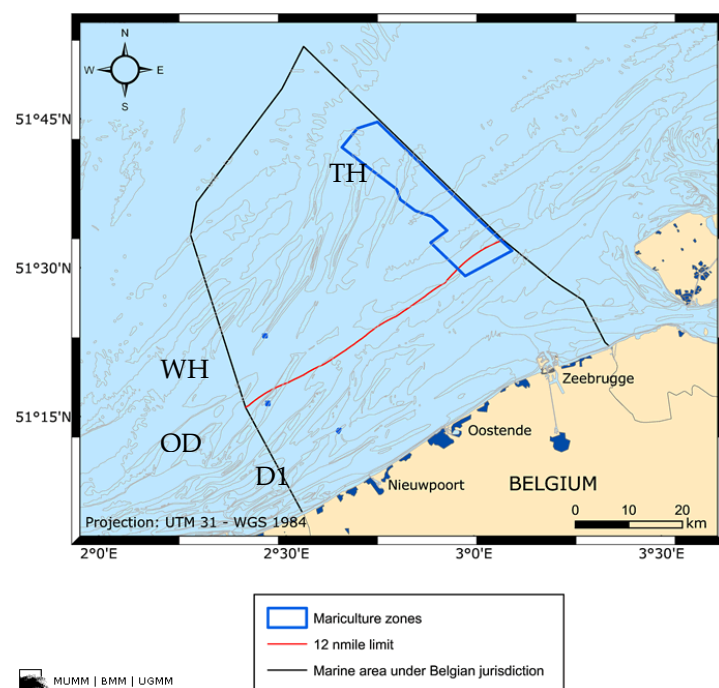 N
W E
S
51°45'N
TH
51°30'N
WH
Zeebrugge
51°15'N
OD
Oostende
D1
Nieuwpoort
BELGIUM
Projection: UTM 31 - WGS 1984
0 10 20
km
2°0'E 2°30'E 3°0'E 3°30'E
Mariculture zones
12 nmile limit
Marine area under Belgian jurisdiction
MUMM | BMM | UGMM